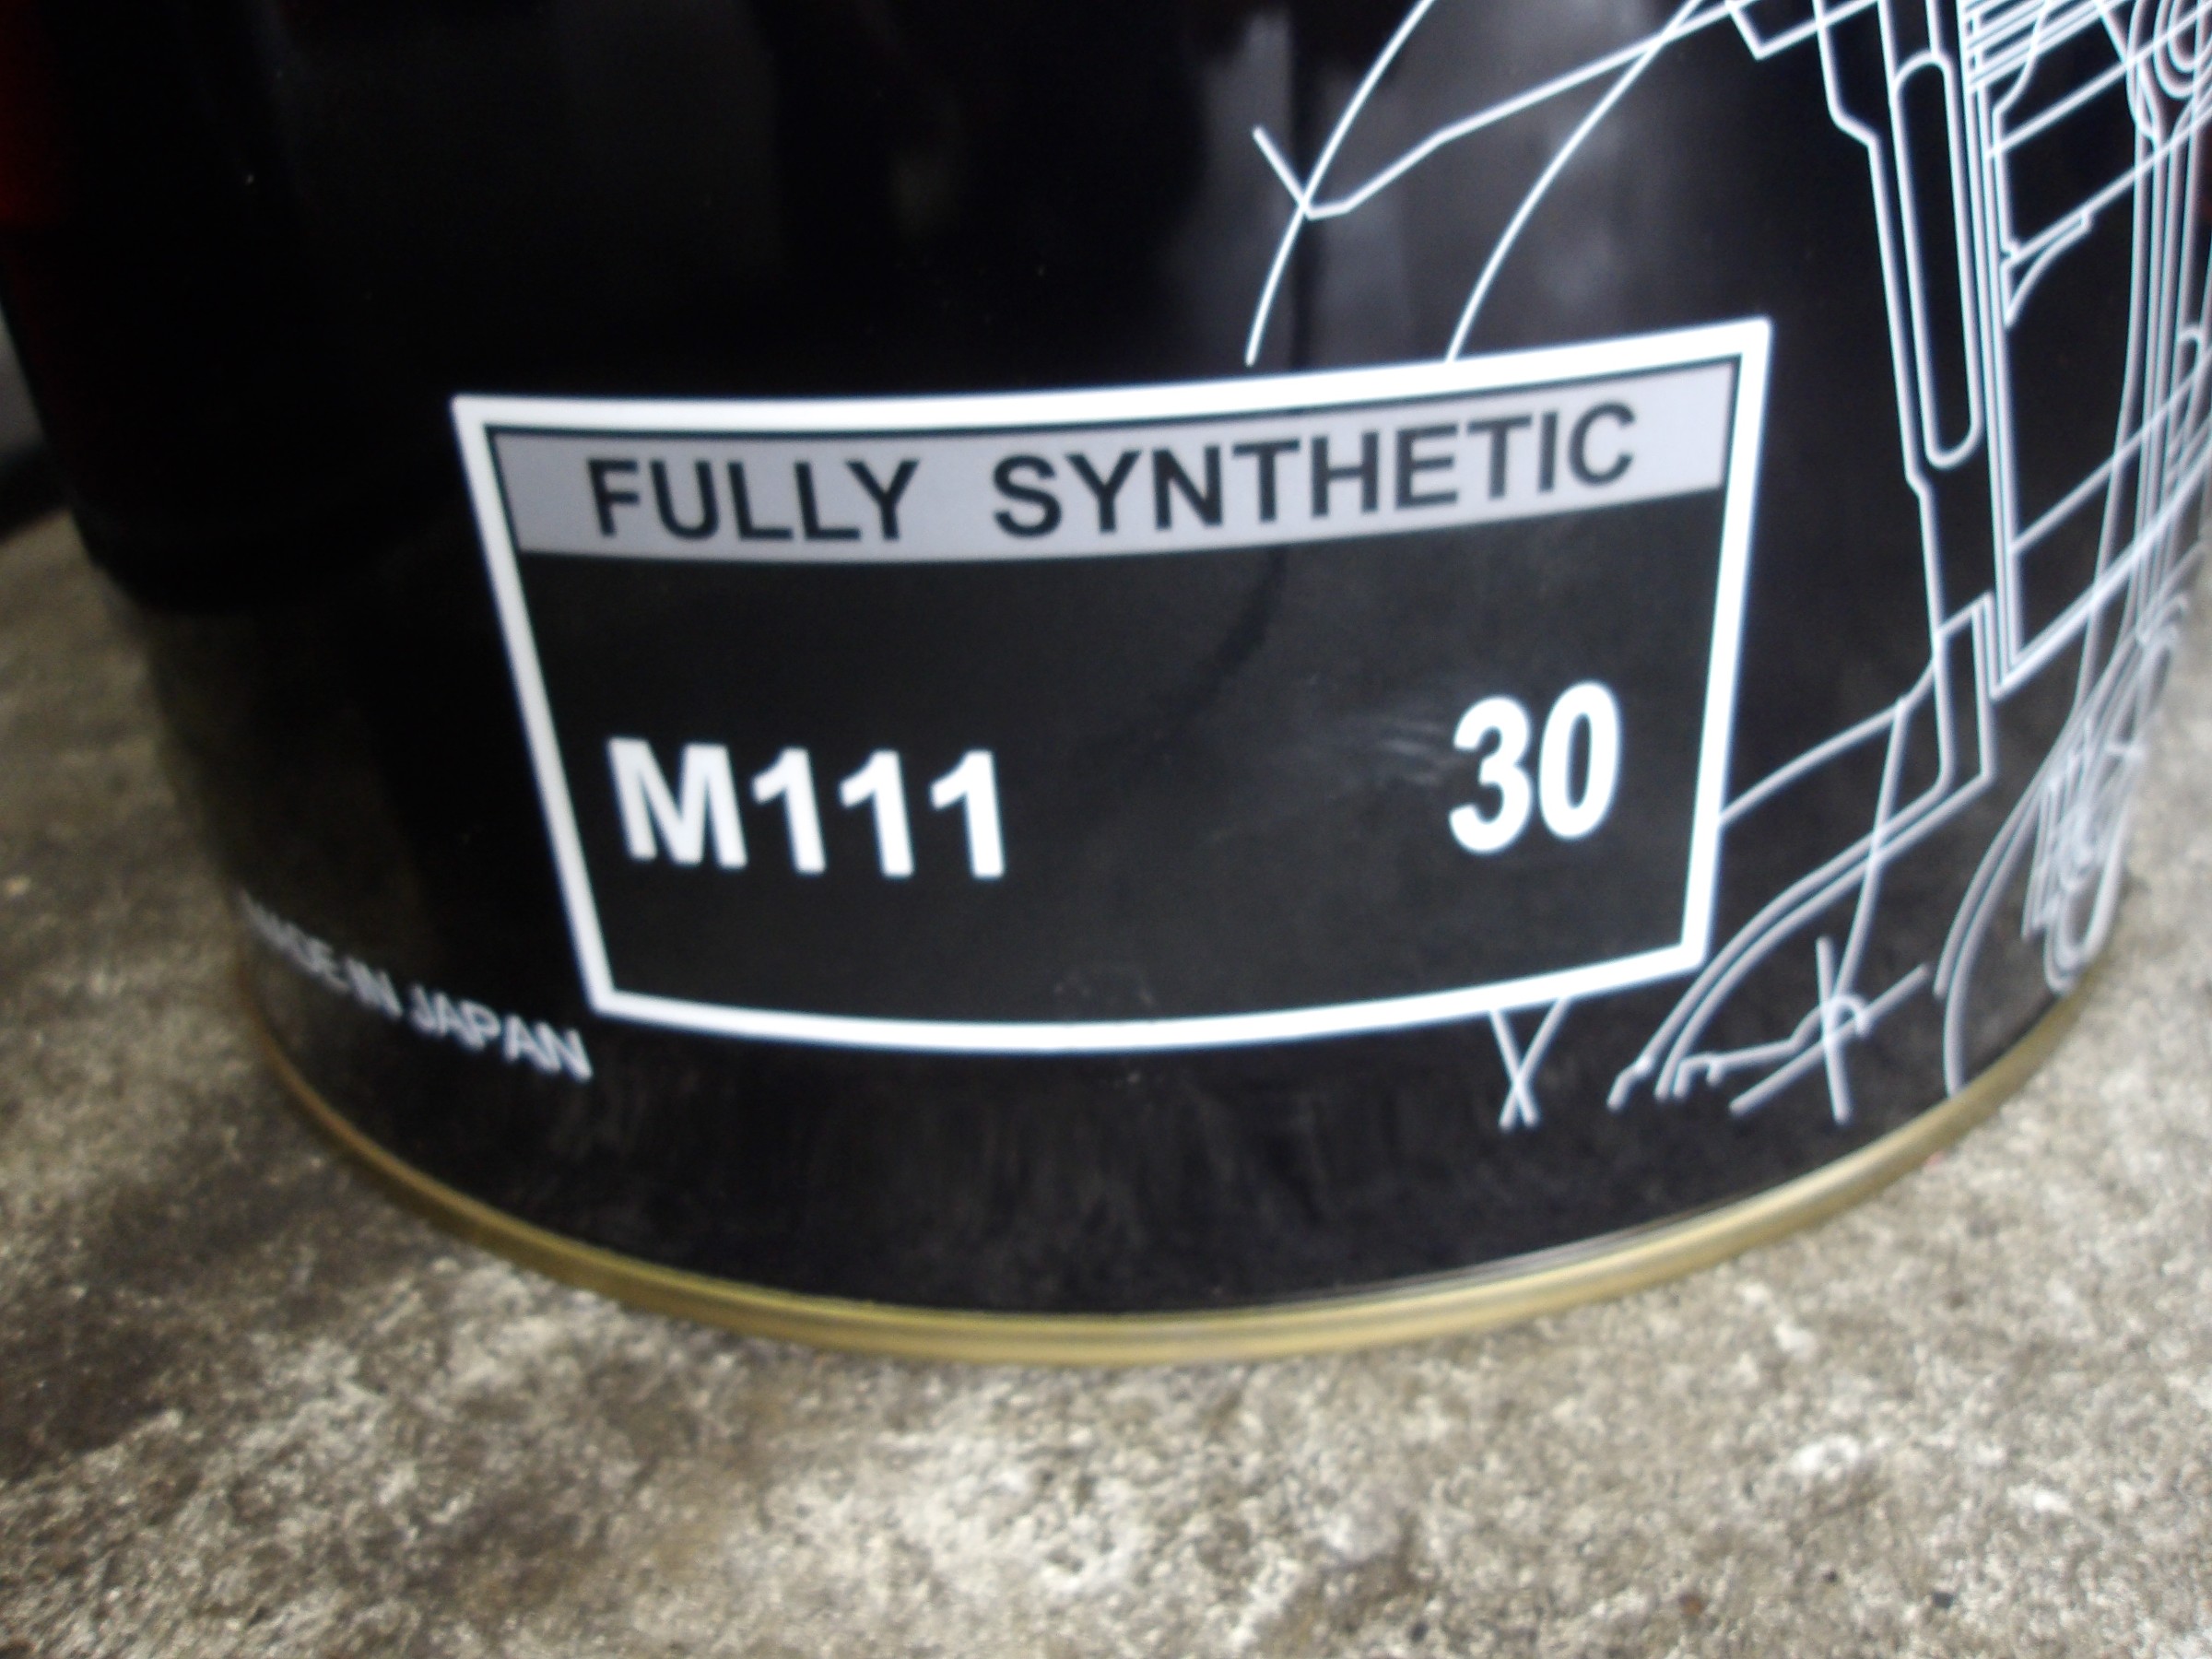 FULLY SYNTHETIC
M111 30
MADE IN JAPAN